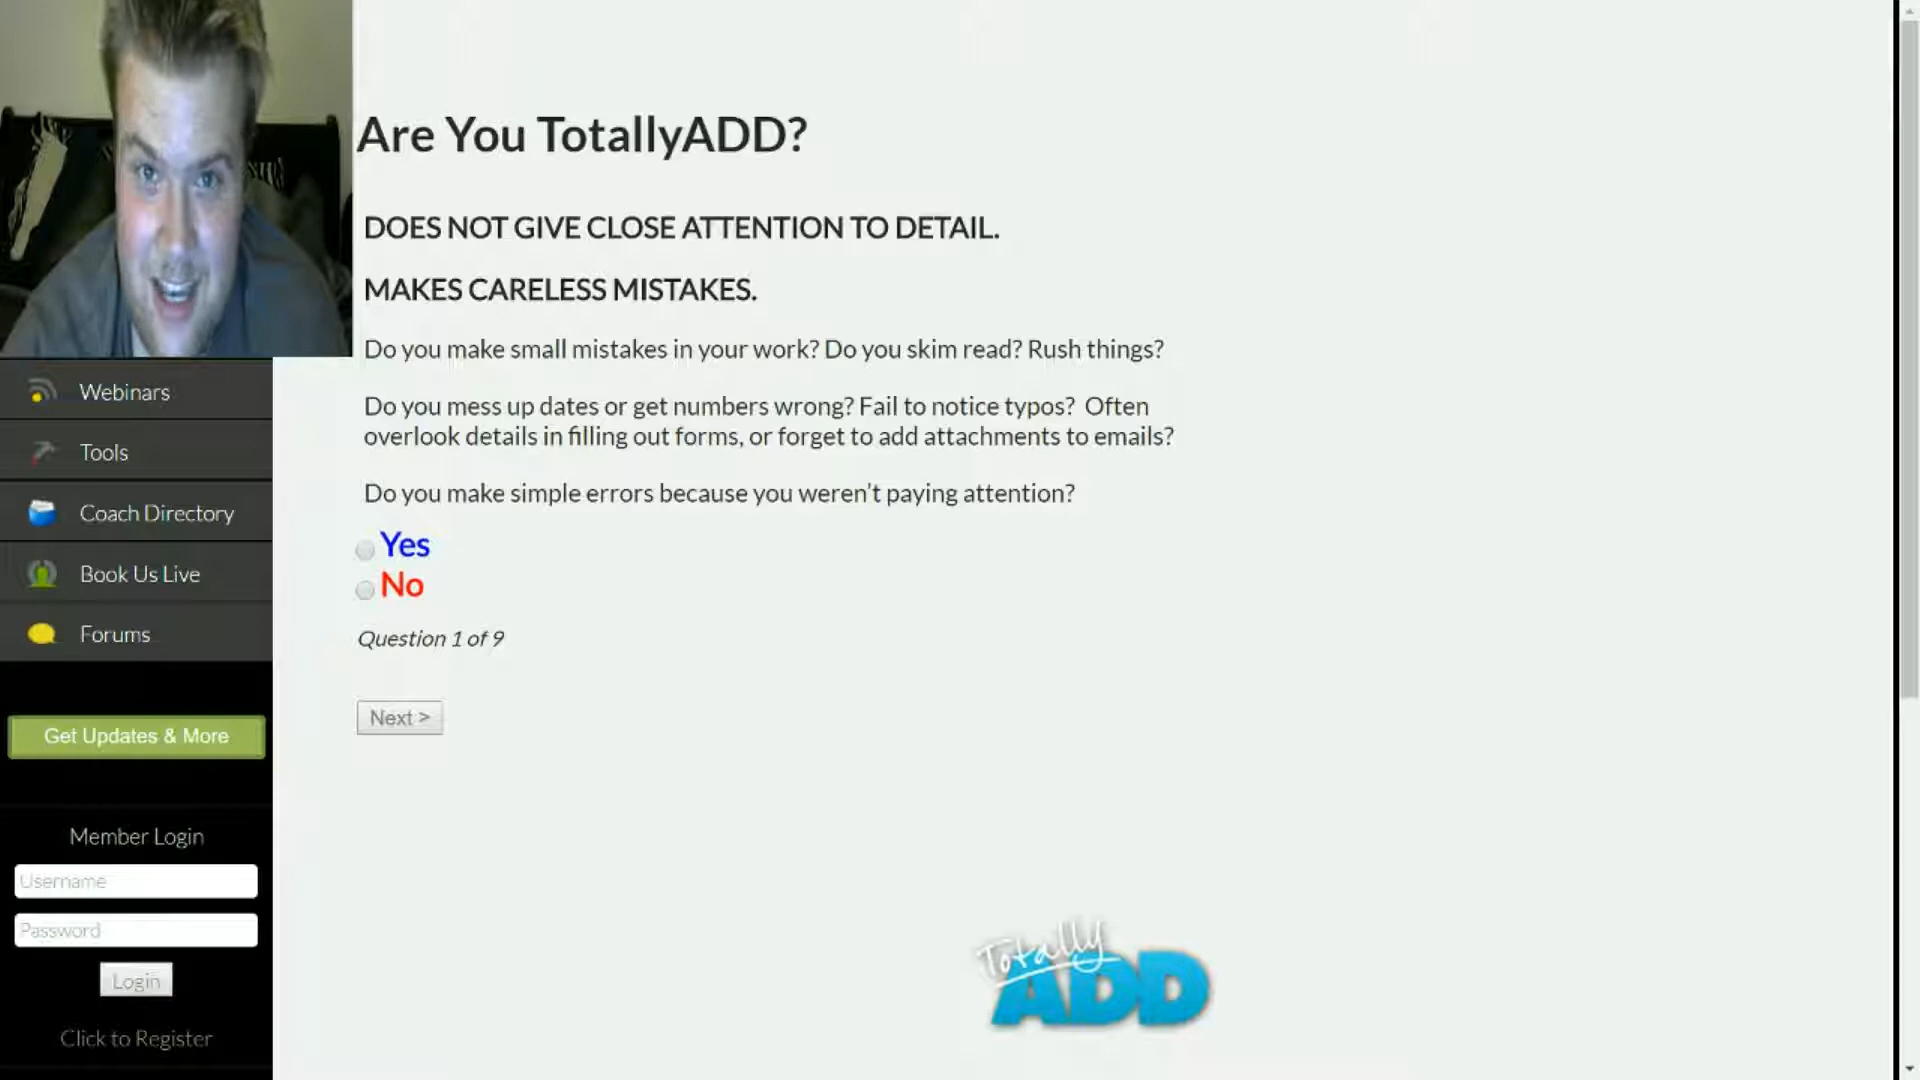 Are You TotallyADD?
DOES NOT GIVE CLOSE ATTENTION TO DETAIL.
MAKES CARELESS MISTAKES.
Do you make small mistakes in your work? Do you skim read? Rush things?
Do you mess up dates or get numbers wrong? Fail to notice typos? Often
overlook details in filling out forms, or forget to add attachments to emails?
Do you make simple errors because you weren't paying attention?
Yes
No
Question 1 of 9
Next >
Webinars
Tools
Coach Directory
Book Us Live
Forums
Get Updates & More
Member Login
Username
Password
Login
Click to Register
Totally
ADD